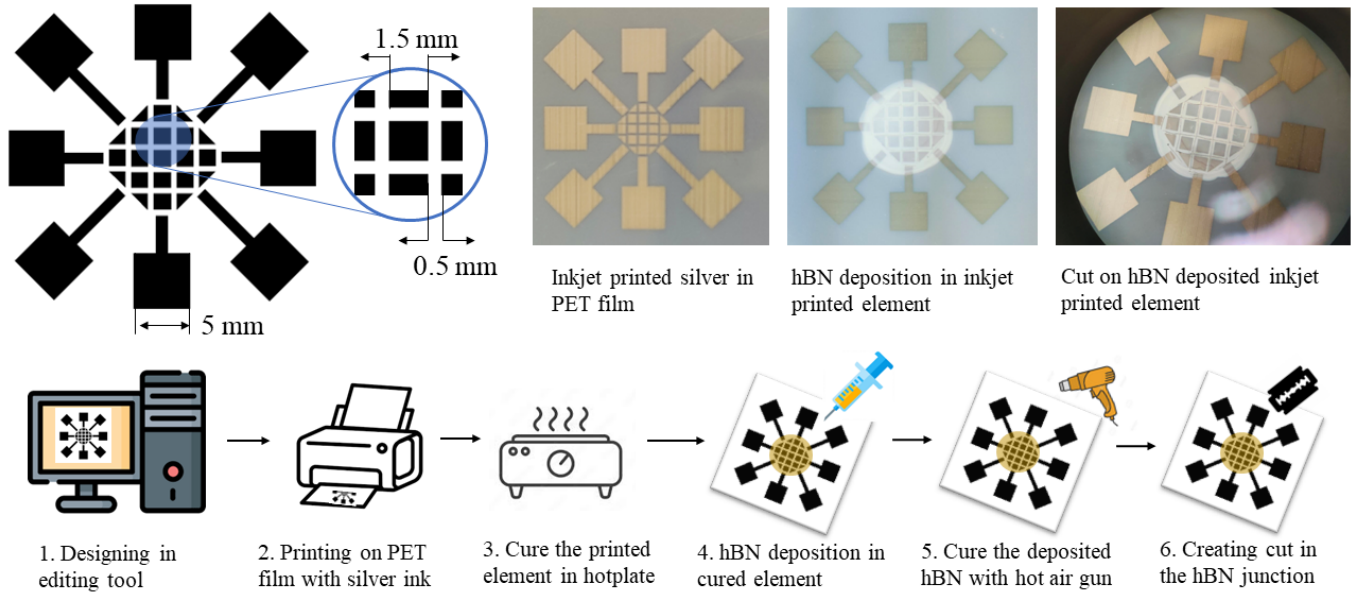 1.5 mm
0.5 mm
5 mm
Inkjet printed silver in
PET film
hBN deposition in inkjet
printed element
Cut on hBN deposited inkjet
printed element
1. Designing in
editing tool
2. Printing on PET
film with silver ink
3. Cure the printed
element in hotplate
4. hBN deposition in
cured element
5. Cure the deposited
hBN with hot air gun
6. Creating cut in
the hBN junction